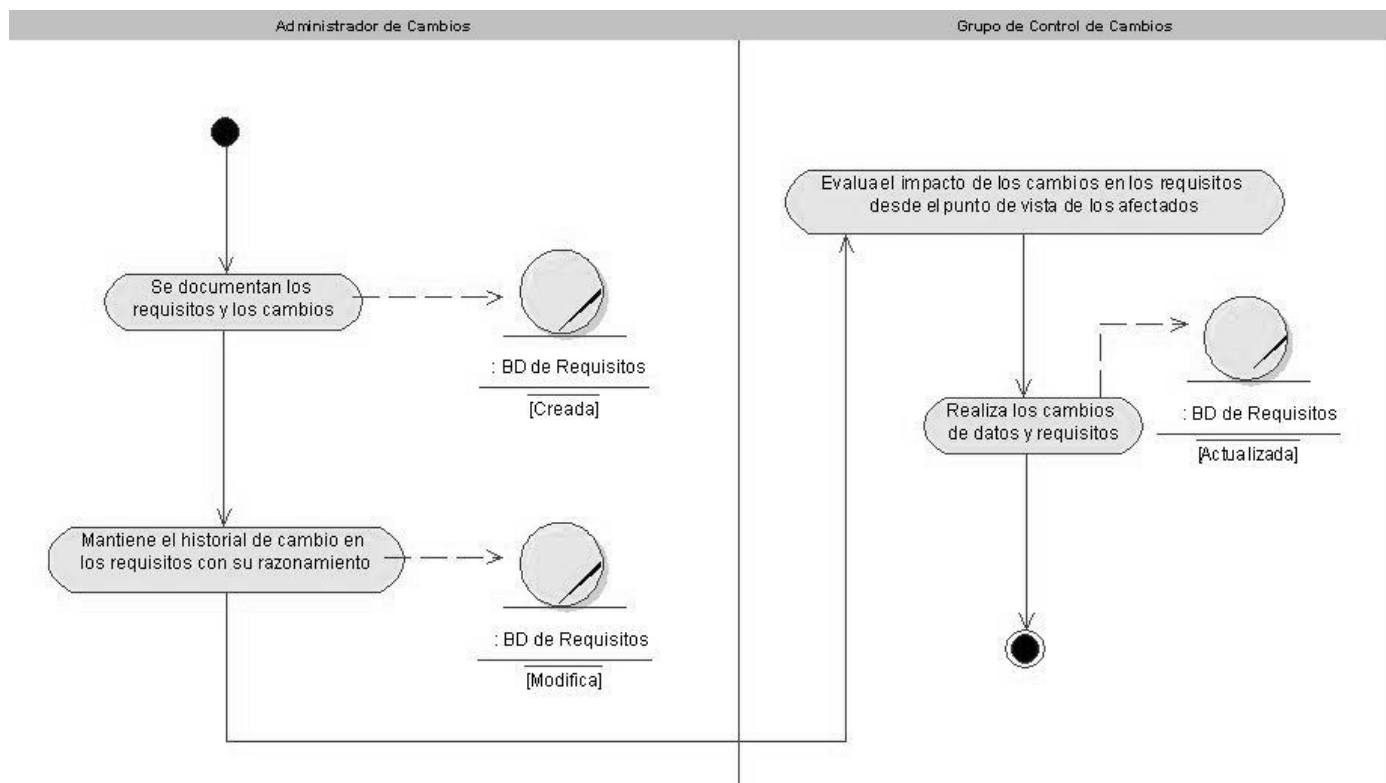 Administrador de Cambios
Grupo de Control de Cambios
Se documentan los
requisitos y los cambios
: BD de Requisitos
[Creada]
Mantiene el historial de cambio en
los requisitos con su razonamiento
: BD de Requisitos
[Modifica]
Evaluael impacto de los cambios en los requisitos
desde el punto de vista de los afectados
Realiza los cambios
de datos y requisitos
: BD de Requisitos
[Actualizada]